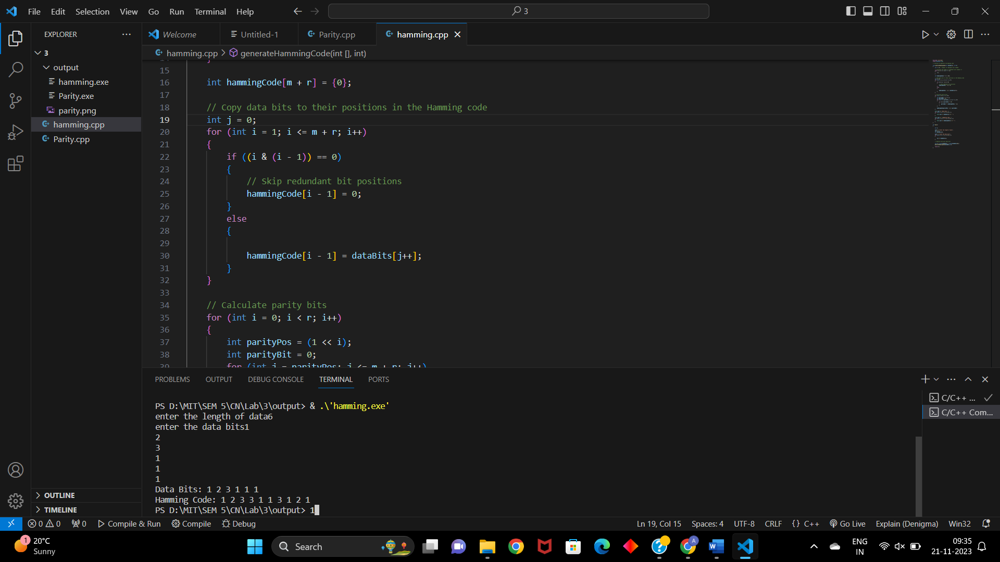 File Edit Selection View Go Run Terminal Help
3
EXPLORER
3
output
hamming.exe
Parity.exe
parity.png
hamming.cpp
Parity.cpp
OUTLINE
TIMELINE
Welcome Untitled-1 Parity.cpp hamming.cpp
hamming.cpp > generateHammingCode(int [], int)
15
16 int hammingCode[m + r] = {0};
17
18 // Copy data bits to their positions in the Hamming code
19 int j = 0;
20 for (int i = 1; i <= m + r; i++)
21 {
22 if ((i & (i - 1)) == 0)
23 {
24 // Skip redundant bit positions
25 hammingCode[i - 1] = 0;
26 }
27 else
28 {
29
30 hammingCode[i - 1] = dataBits[j++];
31 }
32 }
33
34 // Calculate parity bits
35 for (int i = 0; i < r; i++)
36 {
37 int parityPos = (1 << i);
38 int parityBit = 0;
39 for (int j = parityPos; j <= m + r; j++)
PROBLEMS OUTPUT DEBUG CONSOLE TERMINAL PORTS
PS D:\MIT\SEM 5\CN\Lab\3\output> & .\'hamming.exe'
enter the length of data6
enter the data bits1
2
3
1
1
1
Data Bits: 1 2 3 1 1 1
Hamming Code: 1 2 3 3 1 1 3 1 2 1
PS D:\MIT\SEM 5\CN\Lab\3\output> 1
C/C++ ...
C/C++ Com...
0 0 0 Compile & Run Compile Debug Ln 19, Col 15 Spaces: 4 UTF-8 CRLF {} C++ Go Live Explain (Denigma) Win32
1
20°C
Sunny
Search
A
ENG
IN
09:35
21-11-2023